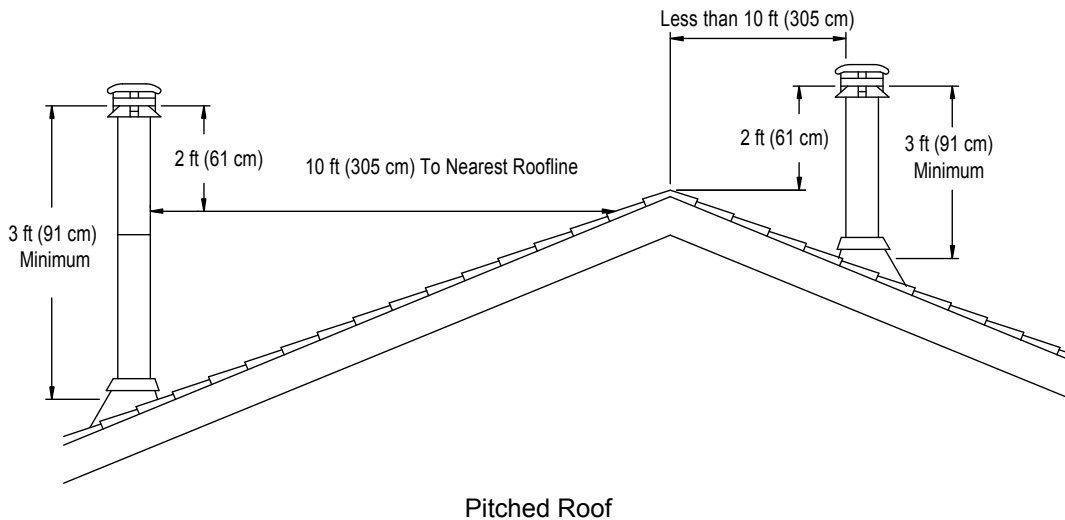 Less than 10 ft (305 cm)
2 ft (61 cm)
10 ft (305 cm) To Nearest Roofline
3 ft (91 cm)
Minimum
2 ft (61 cm)
3 ft (91 cm)
Minimum
Pitched Roof